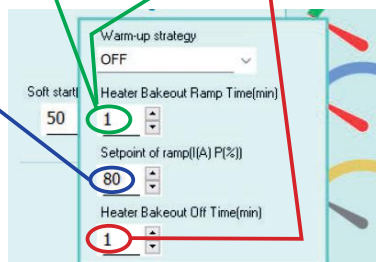 Warm-up strategy
OFF
Soft start(
50
Heater Bakeout Ramp Time(min)
1
Setpoint of ramp(I(A) P(%))
80
Heater Bakeout Off Time(min)
1